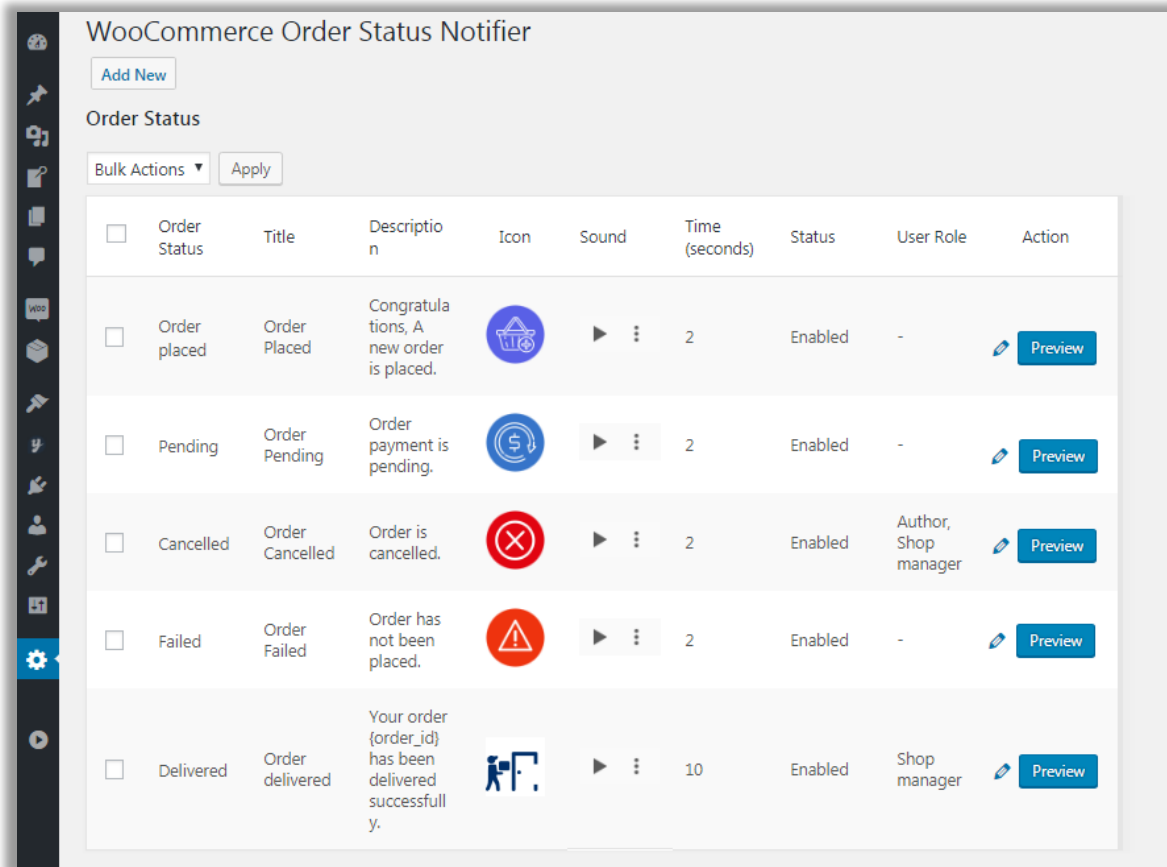 WooCommerce Order Status Notifier
Add New
Order Status
Bulk Actions Apply
Order
Status
Title
Descriptio
n
Icon
Sound
Time
(seconds)
Status
User Role
Action
Order
placed
Order
Placed
Congratula
tions, A
new order
is placed.
2
Enabled
-
Preview
Pending
Order
Pending
Order
payment is
pending.
2
Enabled
-
Preview
Cancelled
Order
Cancelled
Order is
cancelled.
2
Enabled
Author,
Shop
manager
Preview
Failed
Order
Failed
Order has
not been
placed.
2
Enabled
-
Preview
Delivered
Order
delivered
Your order
{order_id}
has been
delivered
successfull
y.
10
Enabled
Shop
manager
Preview
Woo